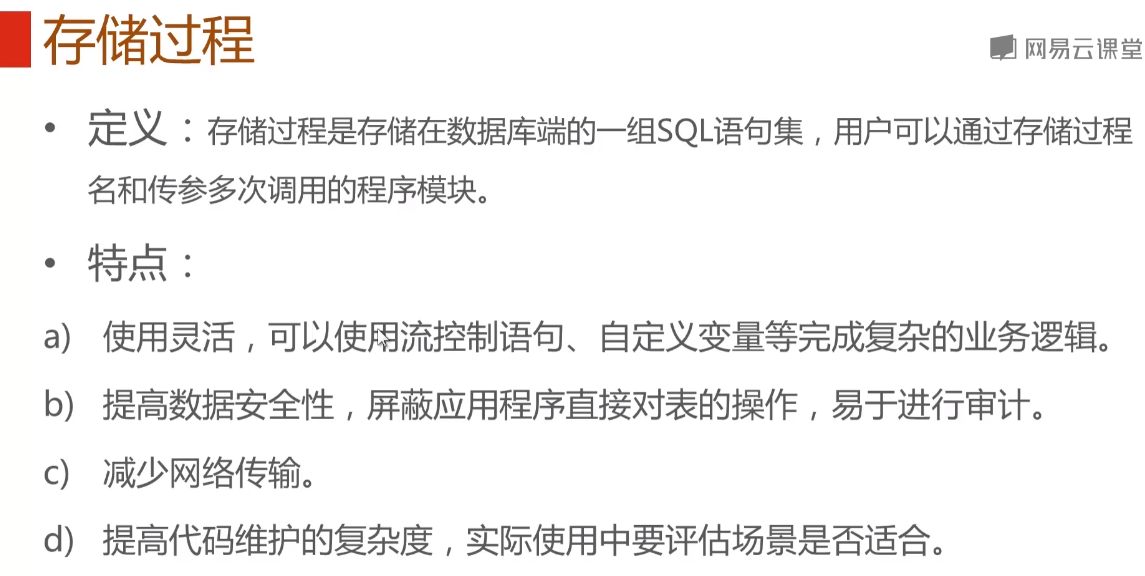 存储过程
网易云课堂
• 定义：存储过程是存储在数据库端的一组SQL语句集，用户可以通过存储过程
名和传参多次调用的程序模块。
• 特点：
a) 使用灵活，可以使用流控制语句、自定义变量等完成复杂的业务逻辑。
b) 提高数据安全性，屏蔽应用程序直接对表的操作，易于进行审计。
c) 减少网络传输。
d) 提高代码维护的复杂度，实际使用中要评估场景是否适合。